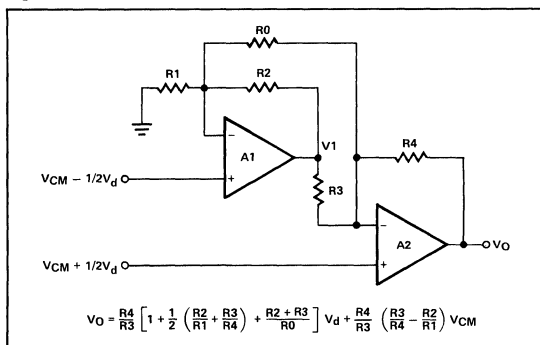 R0
R1
R2
A1
V1
R4
R3
VCM − 1/2Vd
A2
VO
VCM + 1/2Vd
VO = R4/R3 [1 + 1/2 (R2/R1 + R3/R4) + R2 + R3/R0] Vd + R4/R3 (R3/R4 − R2/R1) VCM